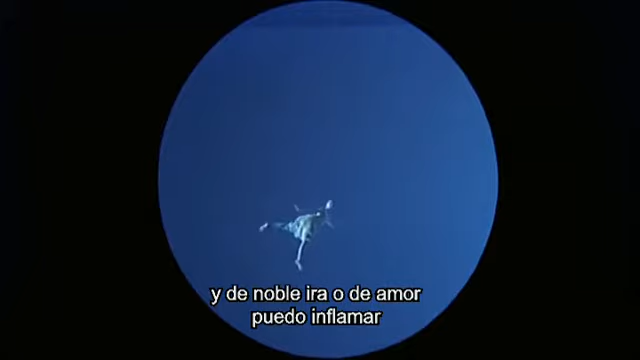 y de noble ira o de amor
puedo inflamar